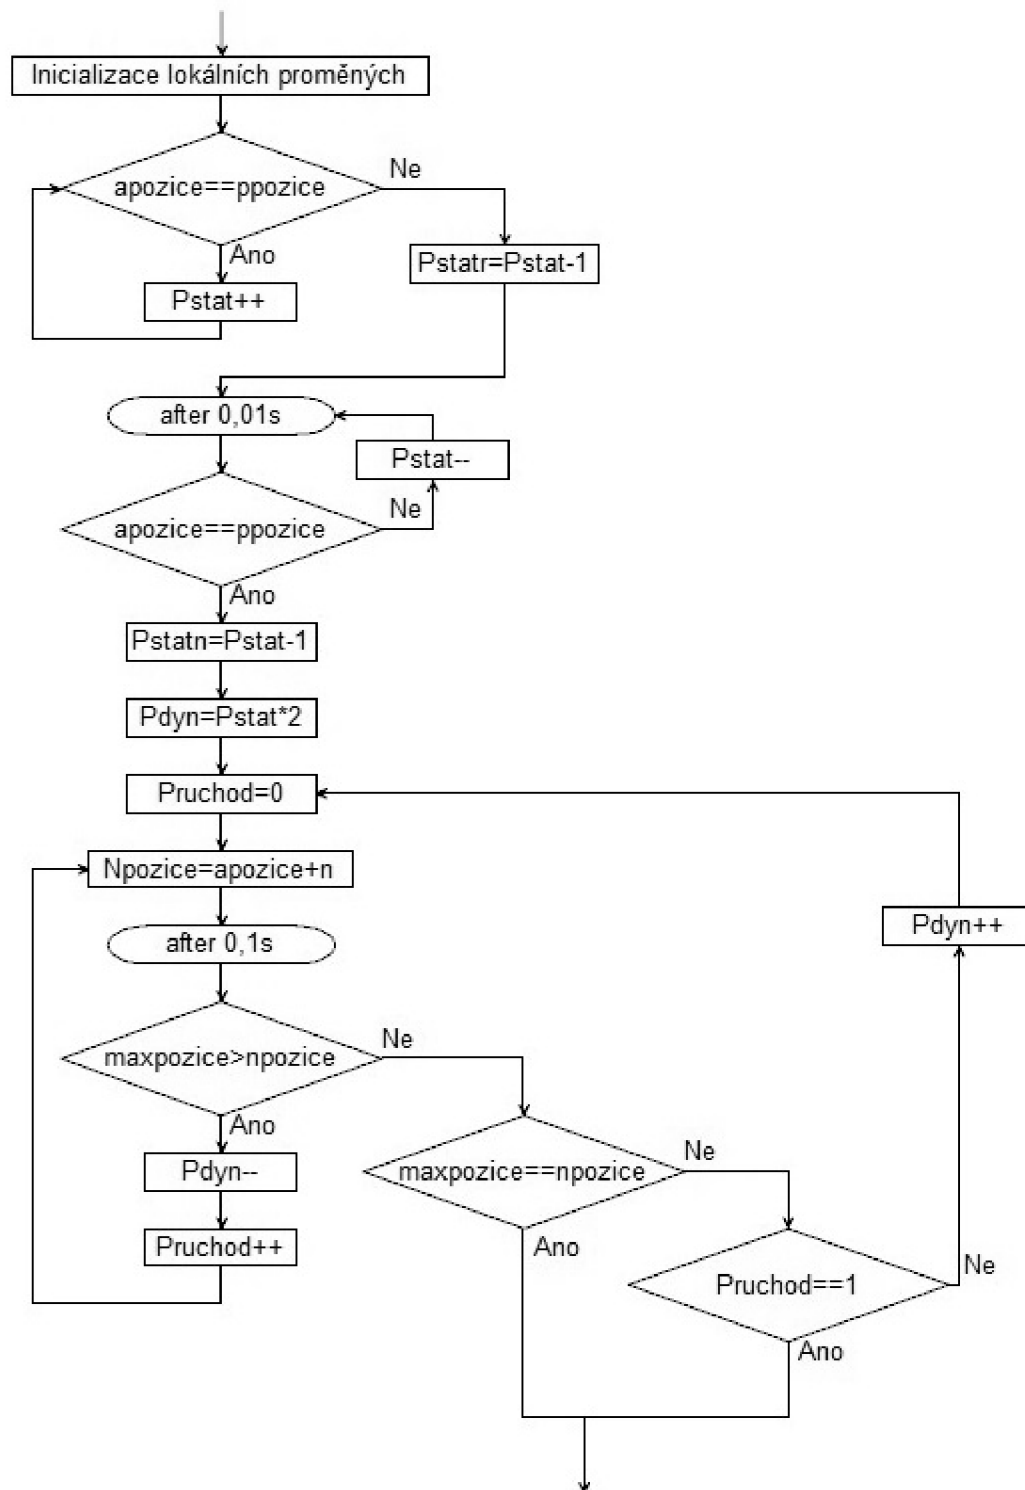 Inicializace lokálních proměných
apozice==ppozice
Ne
Ano
Pstatr=Pstat-1
Pstat++
after 0,01s
Pstat--
apozice==ppozice
Ne
Ano
Pstatn=Pstat-1
Pdyn=Pstat*2
Pruchod=0
Npozice=apozice+n
Pdyn++
after 0,1s
maxpozice>npozice
Ne
Ano
Pdyn--
maxpozice==npozice
Ne
Pruchod++
Ano
Pruchod==1
Ne
Ano